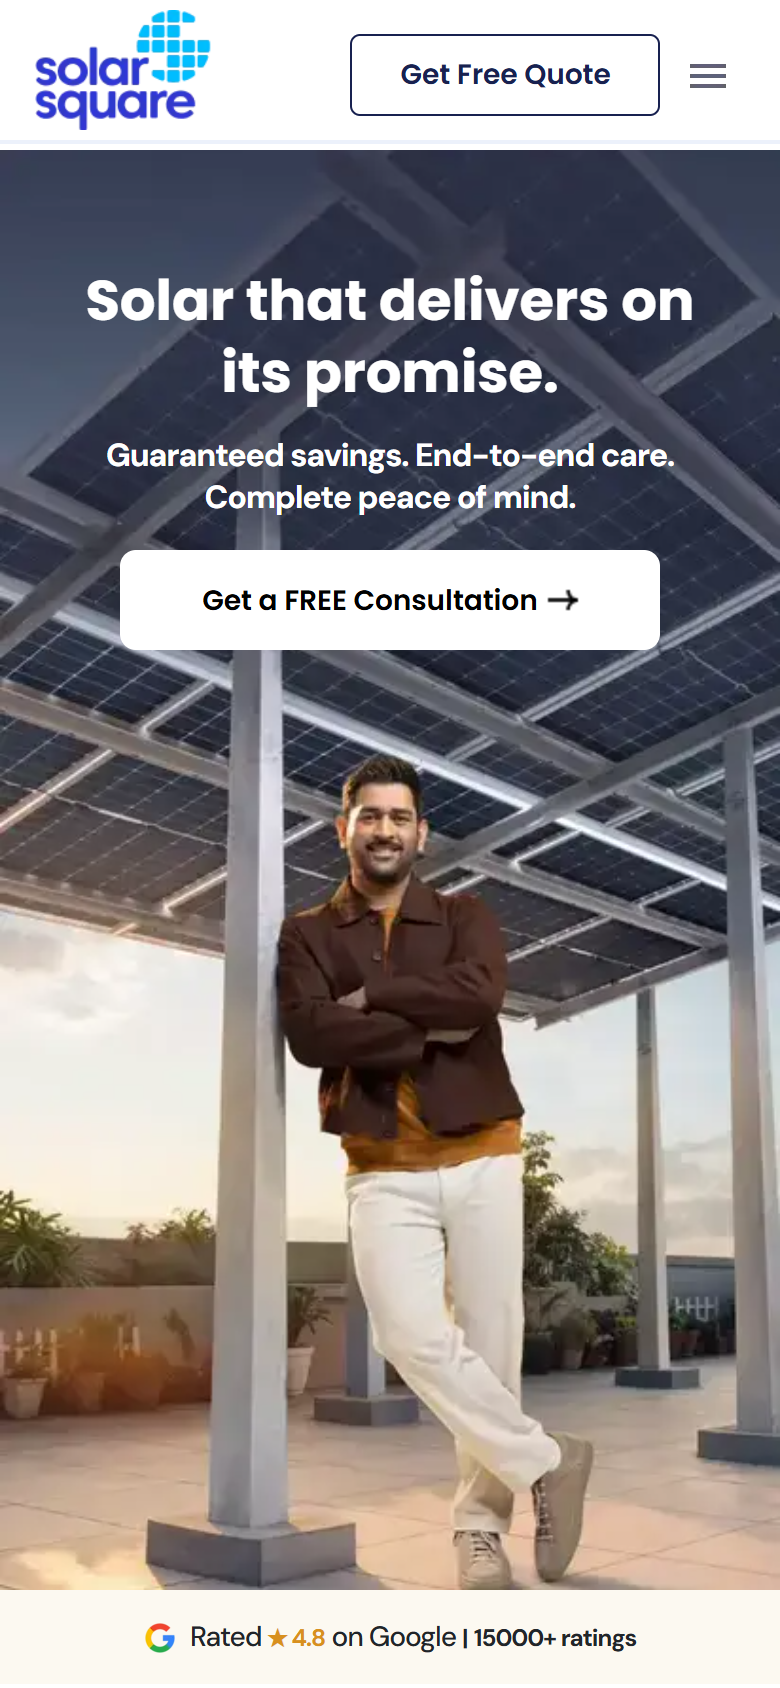 solar
square
Get Free Quote
Solar that delivers on
its promise.
Guaranteed savings. End-to-end care.
Complete peace of mind.
Get a FREE Consultation →
Rated ★ 4.8 on Google | 15000+ ratings